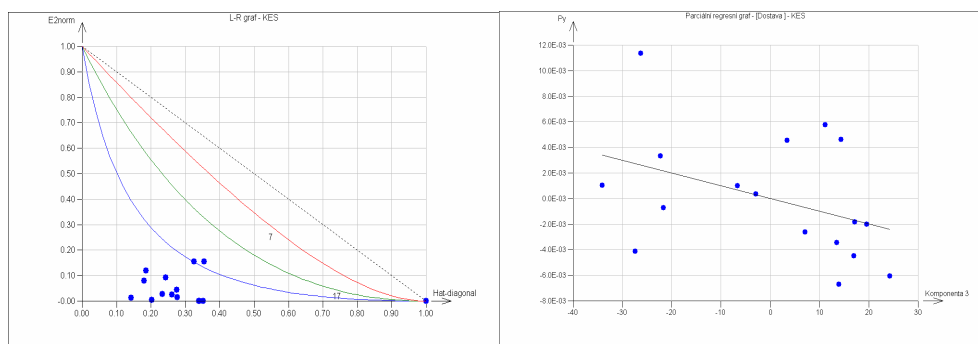 L-R graf - KES
E2norm
1.00
0.90
0.80
0.70
0.60
0.50
0.40
0.30
0.20
0.10
-0.00
7
17
Hat-diagonal
0.00 0.10 0.20 0.30 0.40 0.50 0.60 0.70 0.80 0.90 1.00
Parciální regresní graf - [Dostava ] - KES
Py
12.0E-03
10.0E-03
8.0E-03
6.0E-03
4.0E-03
2.0E-03
0.0E-03
-2.0E-03
-4.0E-03
-6.0E-03
-8.0E-03
Komponenta 3
-40 -30 -20 -10 0 10 20 30